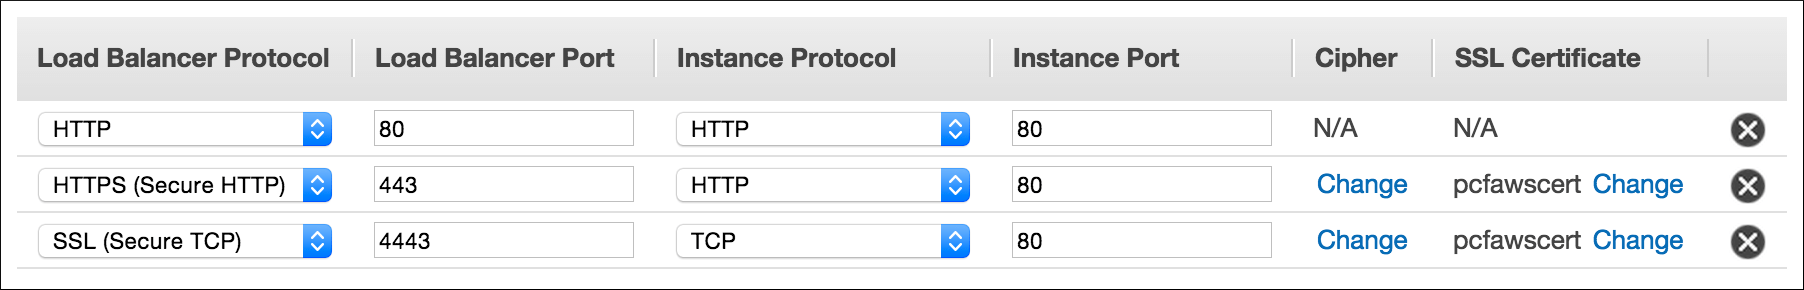 Load Balancer Protocol Load Balancer Port Instance Protocol Instance Port Cipher SSL Certificate
HTTP 80 HTTP 80 N/A N/A
HTTPS (Secure HTTP) 443 HTTP 80 Change pcfawscert Change
SSL (Secure TCP) 4443 TCP 80 Change pcfawscert Change